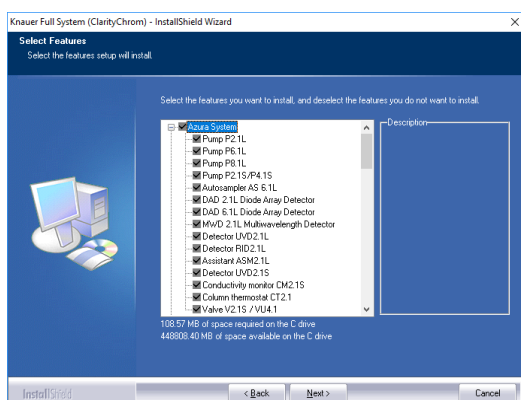 Knauer Full System (ClarityChrom) - InstallShield Wizard
Select Features
Select the features setup will install.
Select the features you want to install, and deselect the features you do not want to install.
Azura System
Pump P2.1L
Pump P6.1L
Pump P8.1L
Pump P2.1S/P4.1S
Autosampler AS 6.1L
DAD 2.1L Diode Array Detector
DAD 6.1L Diode Array Detector
MWD 2.1L Multiwavelength Detector
Detector UVD2.1L
Detector RID2.1L
Assistant ASM2.1L
Detector UVD2.1S
Conductivity monitor CM2.1S
Column thermostat CT2.1
Valve V2.1S / VU4.1
Description
108.57 MB of space required on the C drive
448808.40 MB of space available on the C drive
InstallShield
< Back
Next >
Cancel